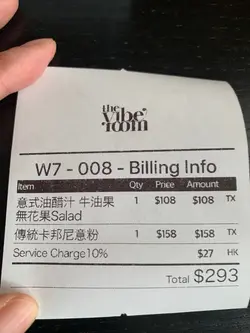 the
vibe
room
W7 - 008 - Billing Info
Item Qty Price Amount
意式油醋汁 牛油果 1 $108 $108 TX
無花果Salad
傳統卡邦尼意粉 1 $158 $158 TX
Service Charge10% $27 HK
Total $293